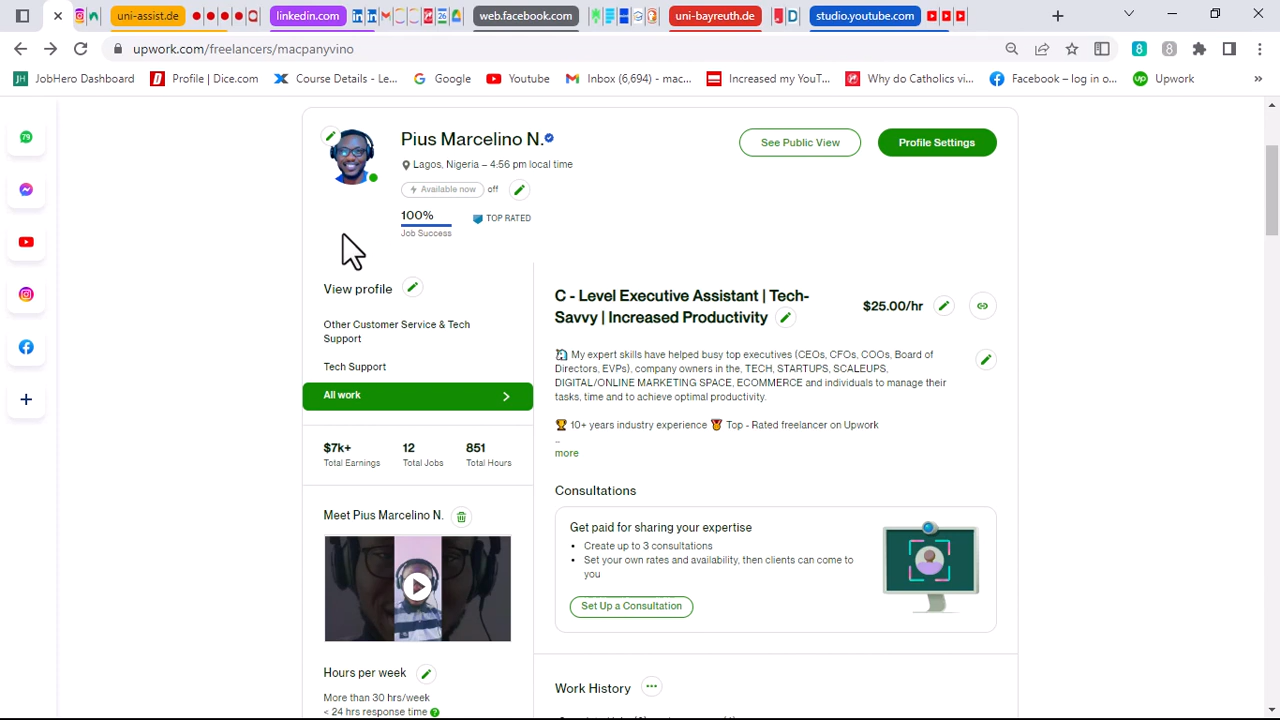 uni-assist.de
linkedin.com
web.facebook.com
uni-bayreuth.de
studio.youtube.com
upwork.com/freelancers/macpanyvino
JobHero Dashboard
Profile | Dice.com
Course Details - Le...
Google
Youtube
Inbox (6,694) - mac...
Increased my YouT...
Why do Catholics vi...
Facebook – log in o...
Upwork
»
79
Pius Marcelino N.
Lagos, Nigeria – 4:56 pm local time
Available now off
100%
Job Success
TOP RATED
See Public View
Profile Settings
View profile
Other Customer Service & Tech
Support
Tech Support
All work
$7k+ 12 851
Total Earnings Total Jobs Total Hours
Meet Pius Marcelino N.
Hours per week
More than 30 hrs/week
< 24 hrs response time ?
C - Level Executive Assistant | Tech-
Savvy | Increased Productivity
$25.00/hr
My expert skills have helped busy top executives (CEOs, CFOs, COOs, Board of
Directors, EVPs), company owners in the, TECH, STARTUPS, SCALEUPS,
DIGITAL/ONLINE MARKETING SPACE, ECOMMERCE and individuals to manage their
tasks, time and to achieve optimal productivity.
🏆 10+ years industry experience 🏅 Top - Rated freelancer on Upwork
..
more
Consultations
Get paid for sharing your expertise
• Create up to 3 consultations
• Set your own rates and availability, then clients can come to
you
Set Up a Consultation
Work History